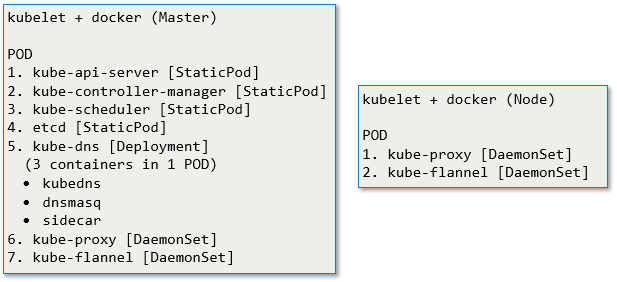 kubelet + docker (Master)
POD
1. kube-api-server [StaticPod]
2. kube-controller-manager [StaticPod]
3. kube-scheduler [StaticPod]
4. etcd [StaticPod]
5. kube-dns [Deployment]
(3 containers in 1 POD)
• kubedns
• dnsmasq
• sidecar
6. kube-proxy [DaemonSet]
7. kube-flannel [DaemonSet]
kubelet + docker (Node)
POD
1. kube-proxy [DaemonSet]
2. kube-flannel [DaemonSet]